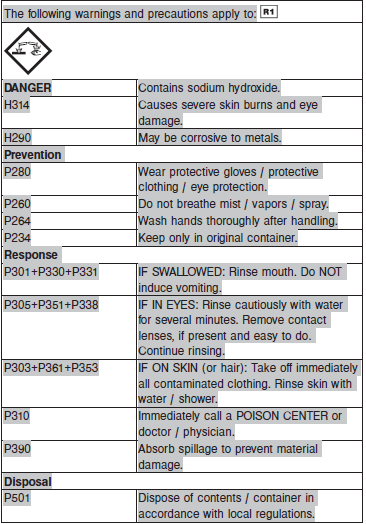 The following warnings and precautions apply to: R1
DANGER Contains sodium hydroxide.
H314 Causes severe skin burns and eye
damage.
H290 May be corrosive to metals.
Prevention
P280 Wear protective gloves / protective
clothing / eye protection.
P260 Do not breathe mist / vapors / spray.
P264 Wash hands thoroughly after handling.
P234 Keep only in original container.
Response
P301+P330+P331 IF SWALLOWED: Rinse mouth. Do NOT
induce vomiting.
P305+P351+P338 IF IN EYES: Rinse cautiously with water
for several minutes. Remove contact
lenses, if present and easy to do.
Continue rinsing.
P303+P361+P353 IF ON SKIN (or hair): Take off immediately
all contaminated clothing. Rinse skin with
water / shower.
P310 Immediately call a POISON CENTER or
doctor / physician.
P390 Absorb spillage to prevent material
damage.
Disposal
P501 Dispose of contents / container in
accordance with local regulations.